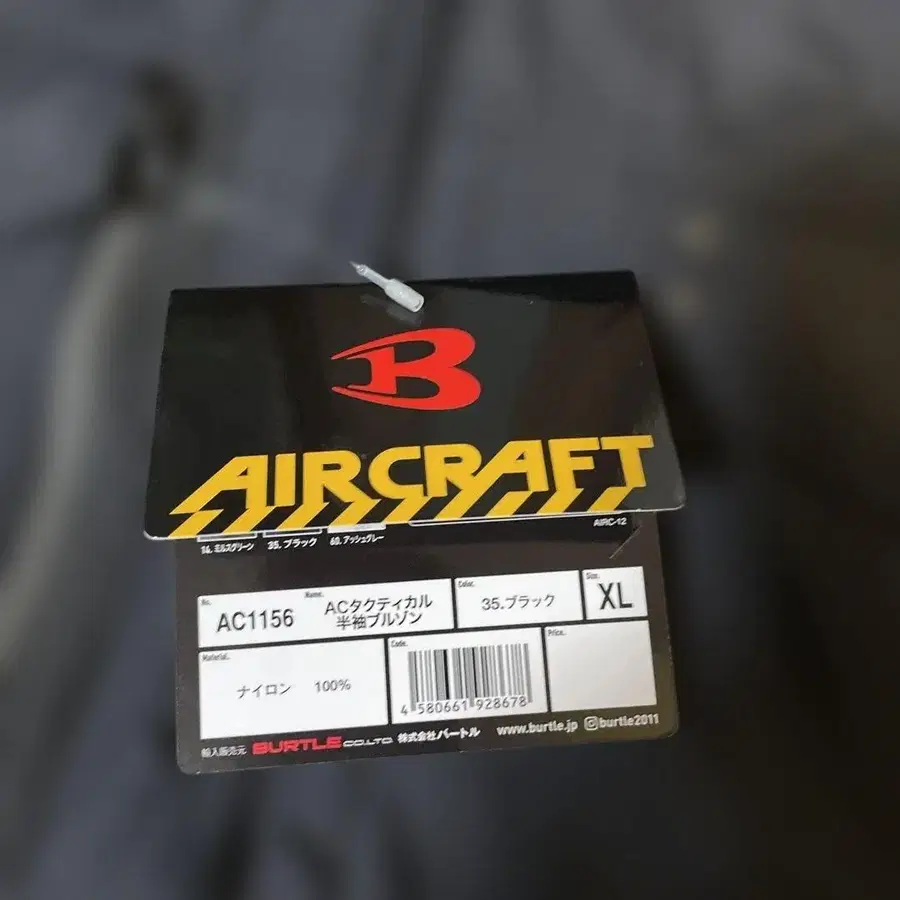 B
AIRCRAFT
AIRC-12
14. ミルスグリーン 35. ブラック 60. アッシュグレー
No. AC1156 Name. ACタクティカル
半袖ブルゾン
Color. 35.ブラック
Size. XL
Material. ナイロン 100%
Code. 4 580661 928678
Price.
輸入販売元 BURTLE CO.,LTD. 株式会社バートル www.burtle.jp burtle2011